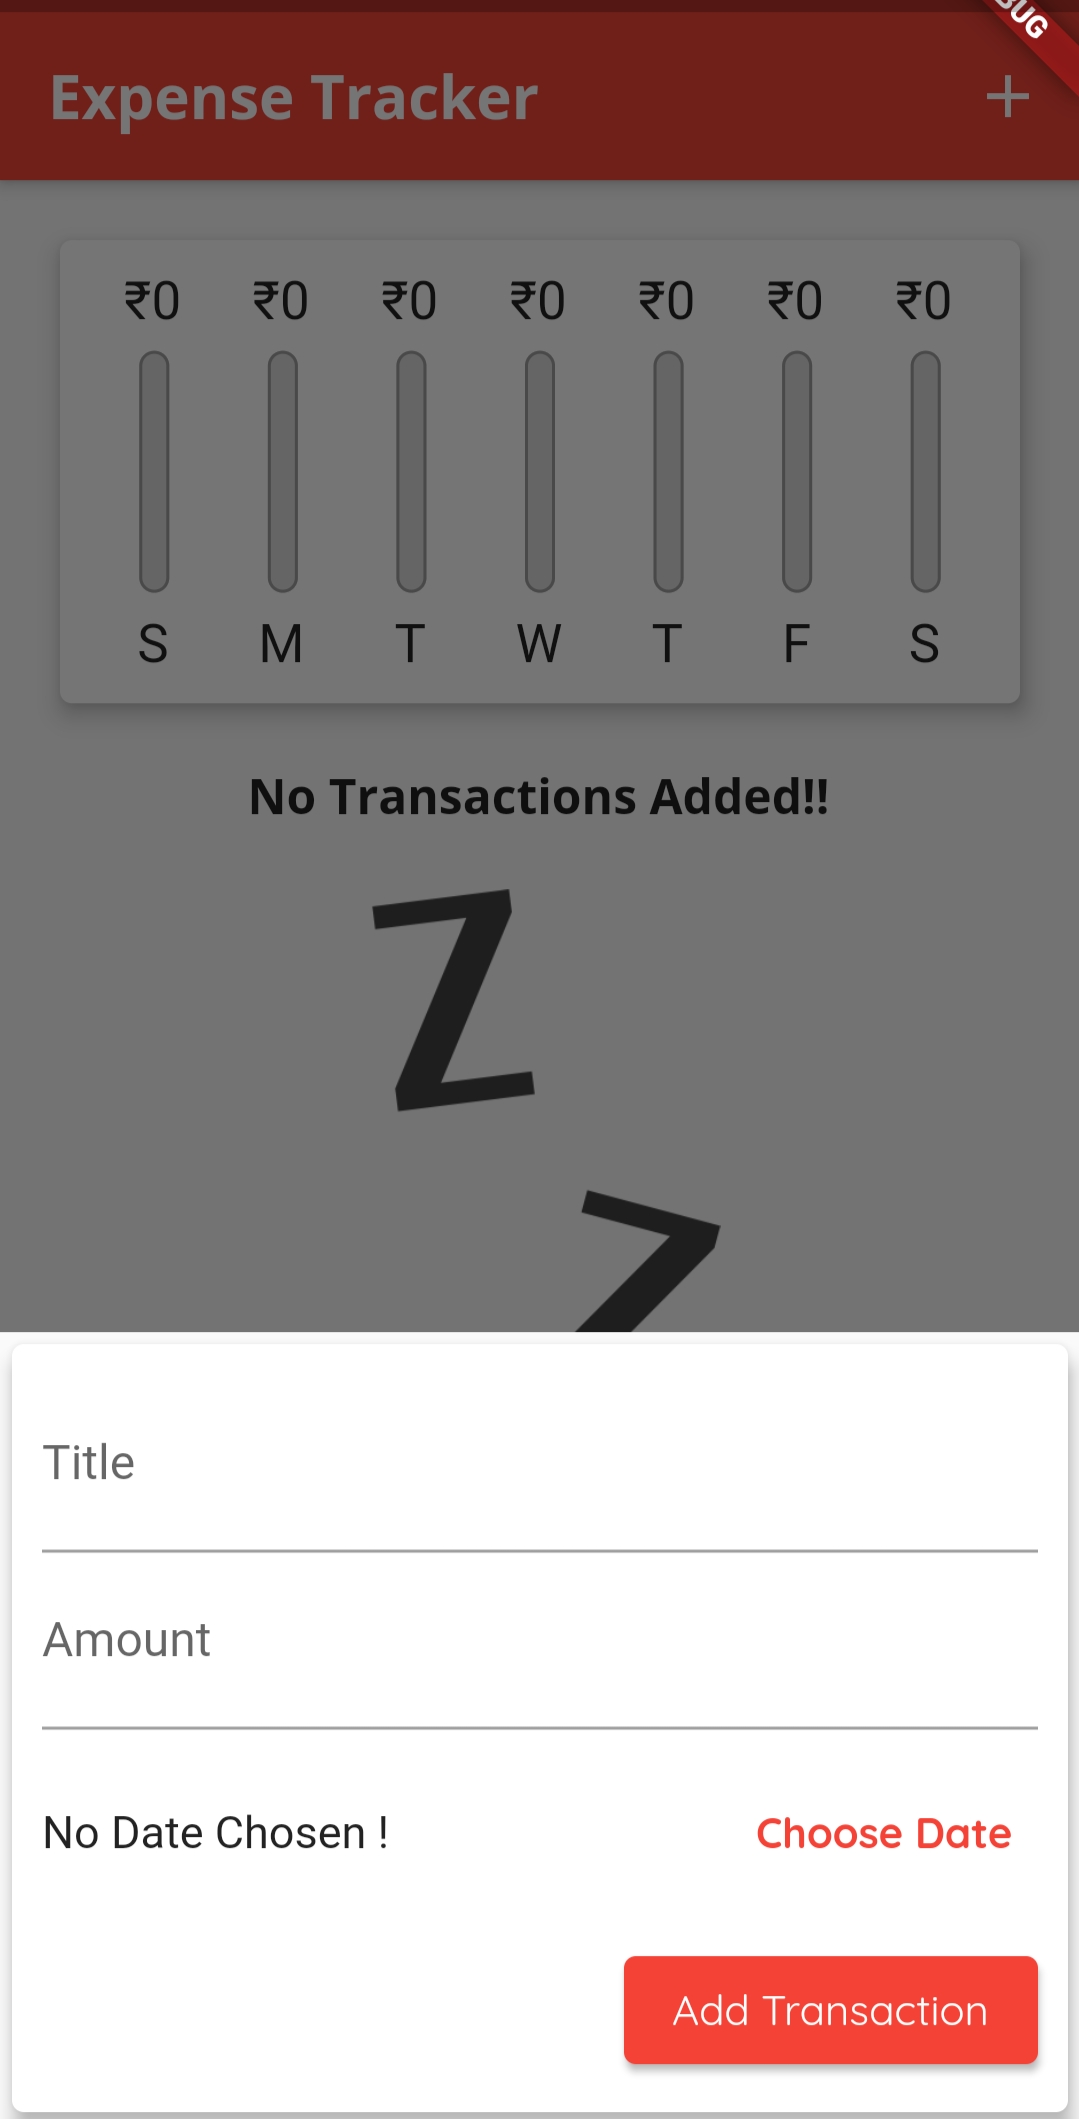 Expense Tracker +
₹0 ₹0 ₹0 ₹0 ₹0 ₹0 ₹0
S M T W T F S
No Transactions Added!!
Z
Z
Title
Amount
No Date Chosen ! Choose Date
Add Transaction